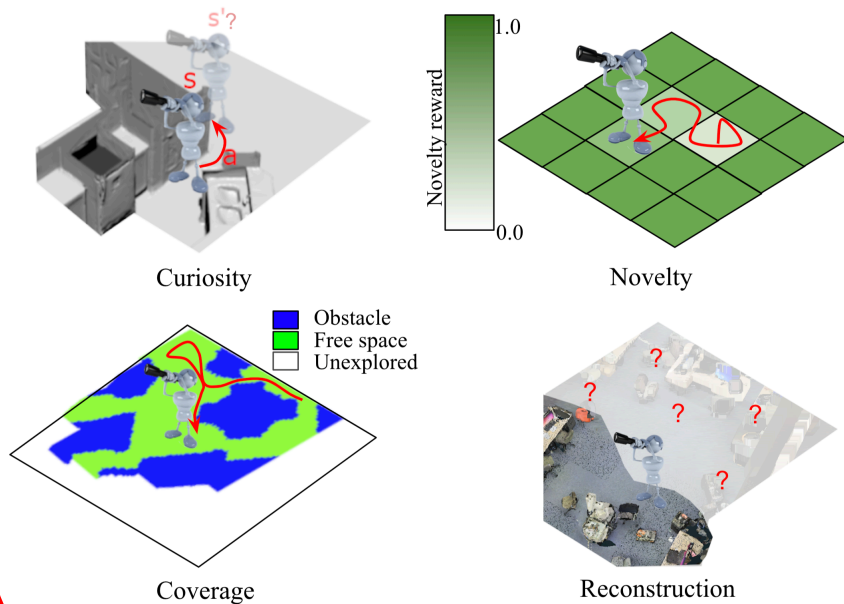 s'?
s
a
Curiosity
1.0
Novelty reward
0.0
Novelty
Obstacle
Free space
Unexplored
Coverage
?
?
?
?
?
Reconstruction